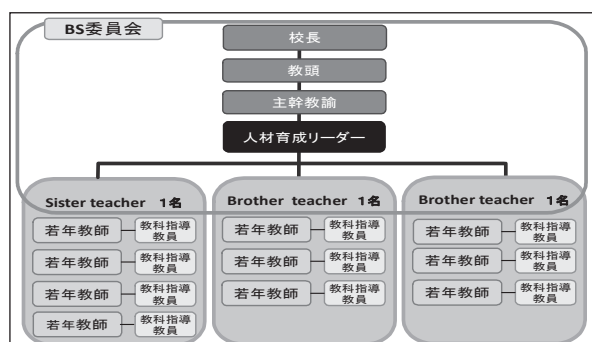 BS委員会
校長
教頭
主幹教諭
人材育成リーダー
Sister teacher 1名
若年教師
教科指導
教員
若年教師
教科指導
教員
若年教師
教科指導
教員
若年教師
教科指導
教員
Brother teacher 1名
若年教師
教科指導
教員
若年教師
教科指導
教員
若年教師
教科指導
教員
Brother teacher 1名
若年教師
教科指導
教員
若年教師
教科指導
教員
若年教師
教科指導
教員